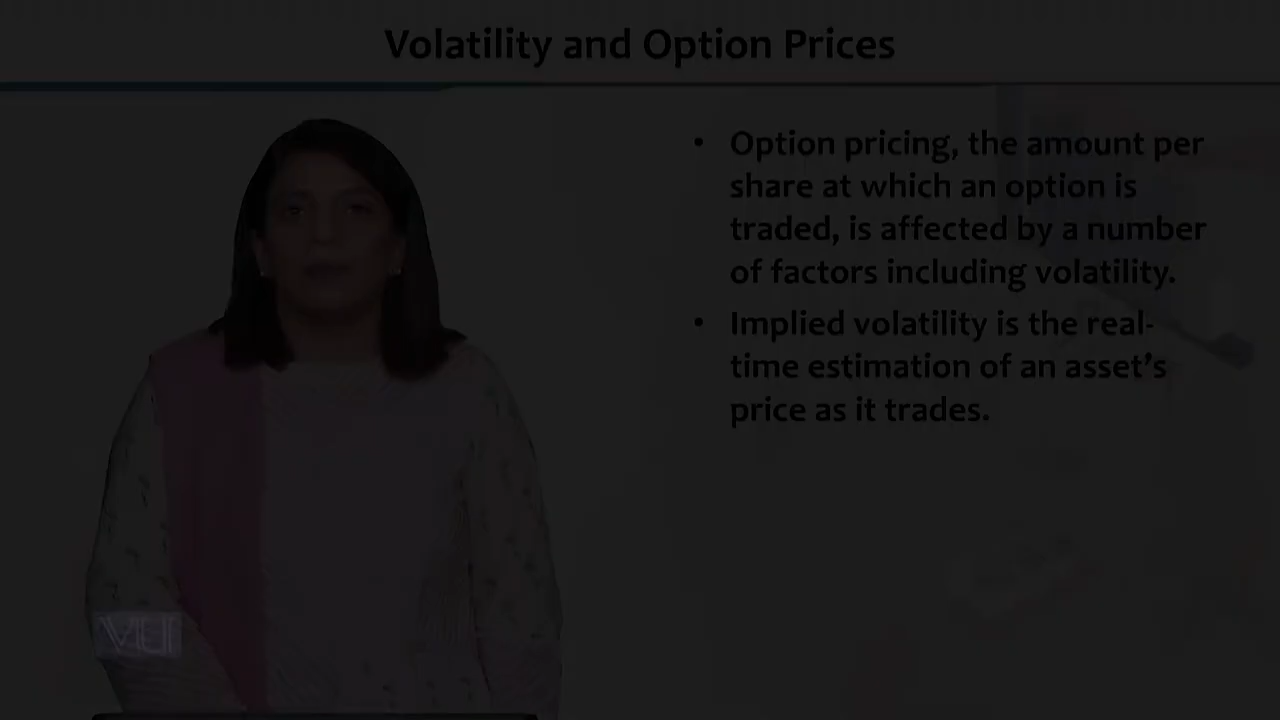 Volatility and Option Prices
• Option pricing, the amount per
share at which an option is
traded, is affected by a number
of factors including volatility.
• Implied volatility is the real-
time estimation of an asset's
price as it trades.
VU